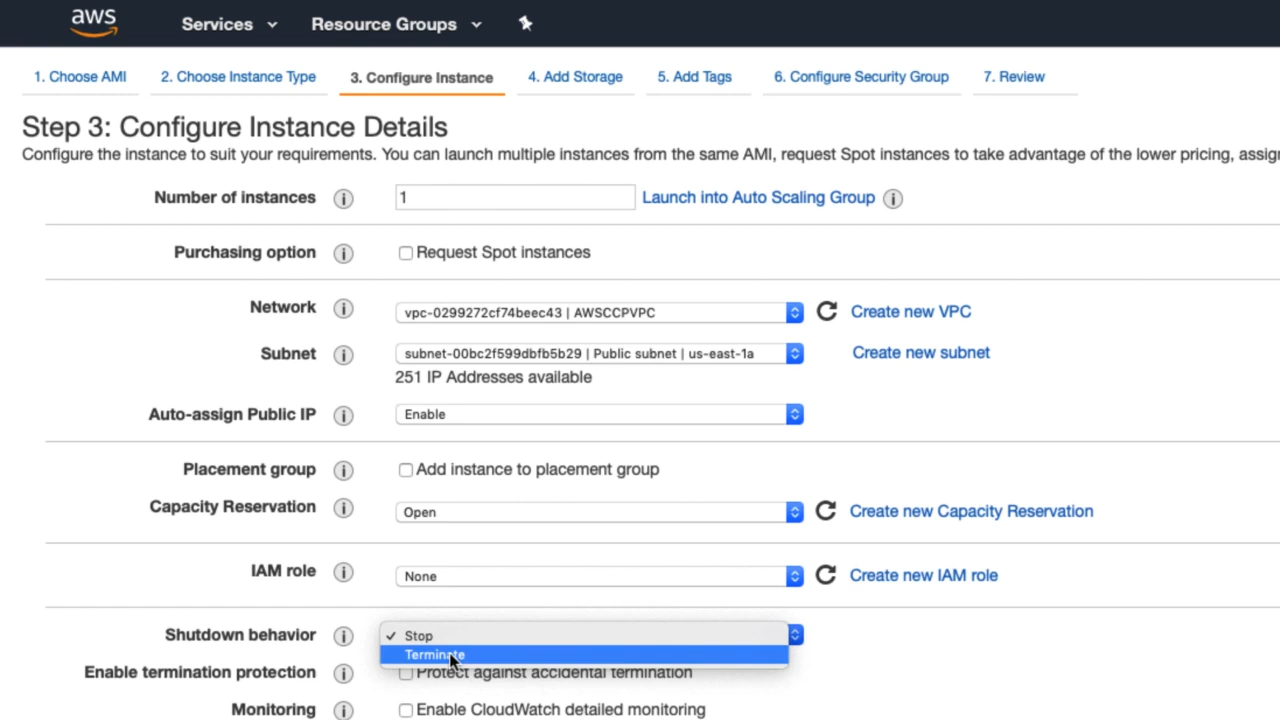 aws Services Resource Groups
1. Choose AMI 2. Choose Instance Type 3. Configure Instance 4. Add Storage 5. Add Tags 6. Configure Security Group 7. Review
Step 3: Configure Instance Details
Configure the instance to suit your requirements. You can launch multiple instances from the same AMI, request Spot instances to take advantage of the lower pricing, assig
Number of instances i 1 Launch into Auto Scaling Group i
Purchasing option i Request Spot instances
Network i vpc-0299272cf74beec43 | AWSCCPVPC Create new VPC
Subnet i subnet-00bc2f599dbfb5b29 | Public subnet | us-east-1a Create new subnet
251 IP Addresses available
Auto-assign Public IP i Enable
Placement group i Add instance to placement group
Capacity Reservation i Open Create new Capacity Reservation
IAM role i None Create new IAM role
Shutdown behavior i ✓ Stop
Terminate
Enable termination protection i Protect against accidental termination
Monitoring i Enable CloudWatch detailed monitoring